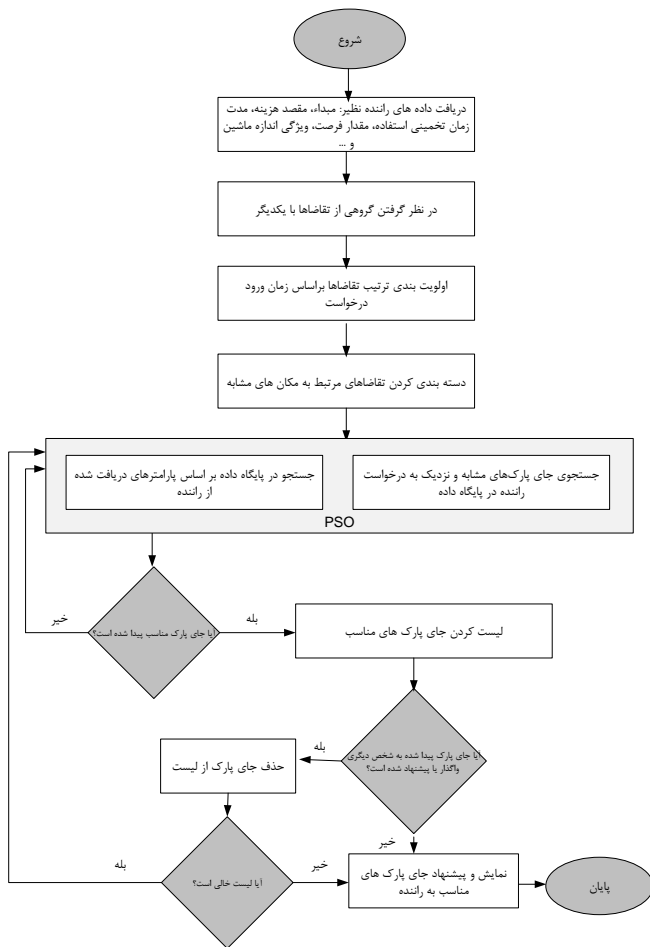 شروع
دریافت داده های راننده نظیر: مبداء، مقصد هزینه، مدت
زمان تخمینی استفاده، مقدار فرصت، ویژگی اندازه ماشین
و ...
در نظر گرفتن گروهی از تقاضاها با یکدیگر
اولویت بندی ترتیب تقاضاها براساس زمان ورود
درخواست
دسته بندی کردن تقاضاهای مرتبط به مکان های مشابه
جستجوی جای پارک‌های مشابه و نزدیک به درخواست
راننده در پایگاه داده
جستجو در پایگاه داده بر اساس پارامترهای دریافت شده
از راننده
PSO
آیا جای پارک مناسب پیدا شده است؟
خیر
بله
لیست کردن جای پارک های مناسب
آیا جای پارک پیدا شده به شخص دیگری
واگذار یا پیشنهاد شده است؟
بله
حذف جای پارک از لیست
خیر
آیا لیست خالی است؟
بله
خیر
نمایش و پیشنهاد جای پارک های
مناسب به راننده
پایان